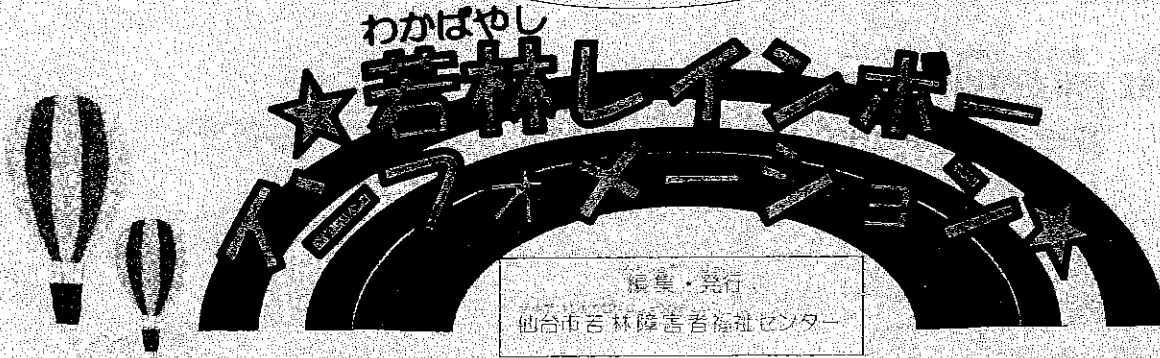 わかばやし
☆若林レインボー
インフォメーション☆
編集・発行
仙台市若林障害者福祉センター